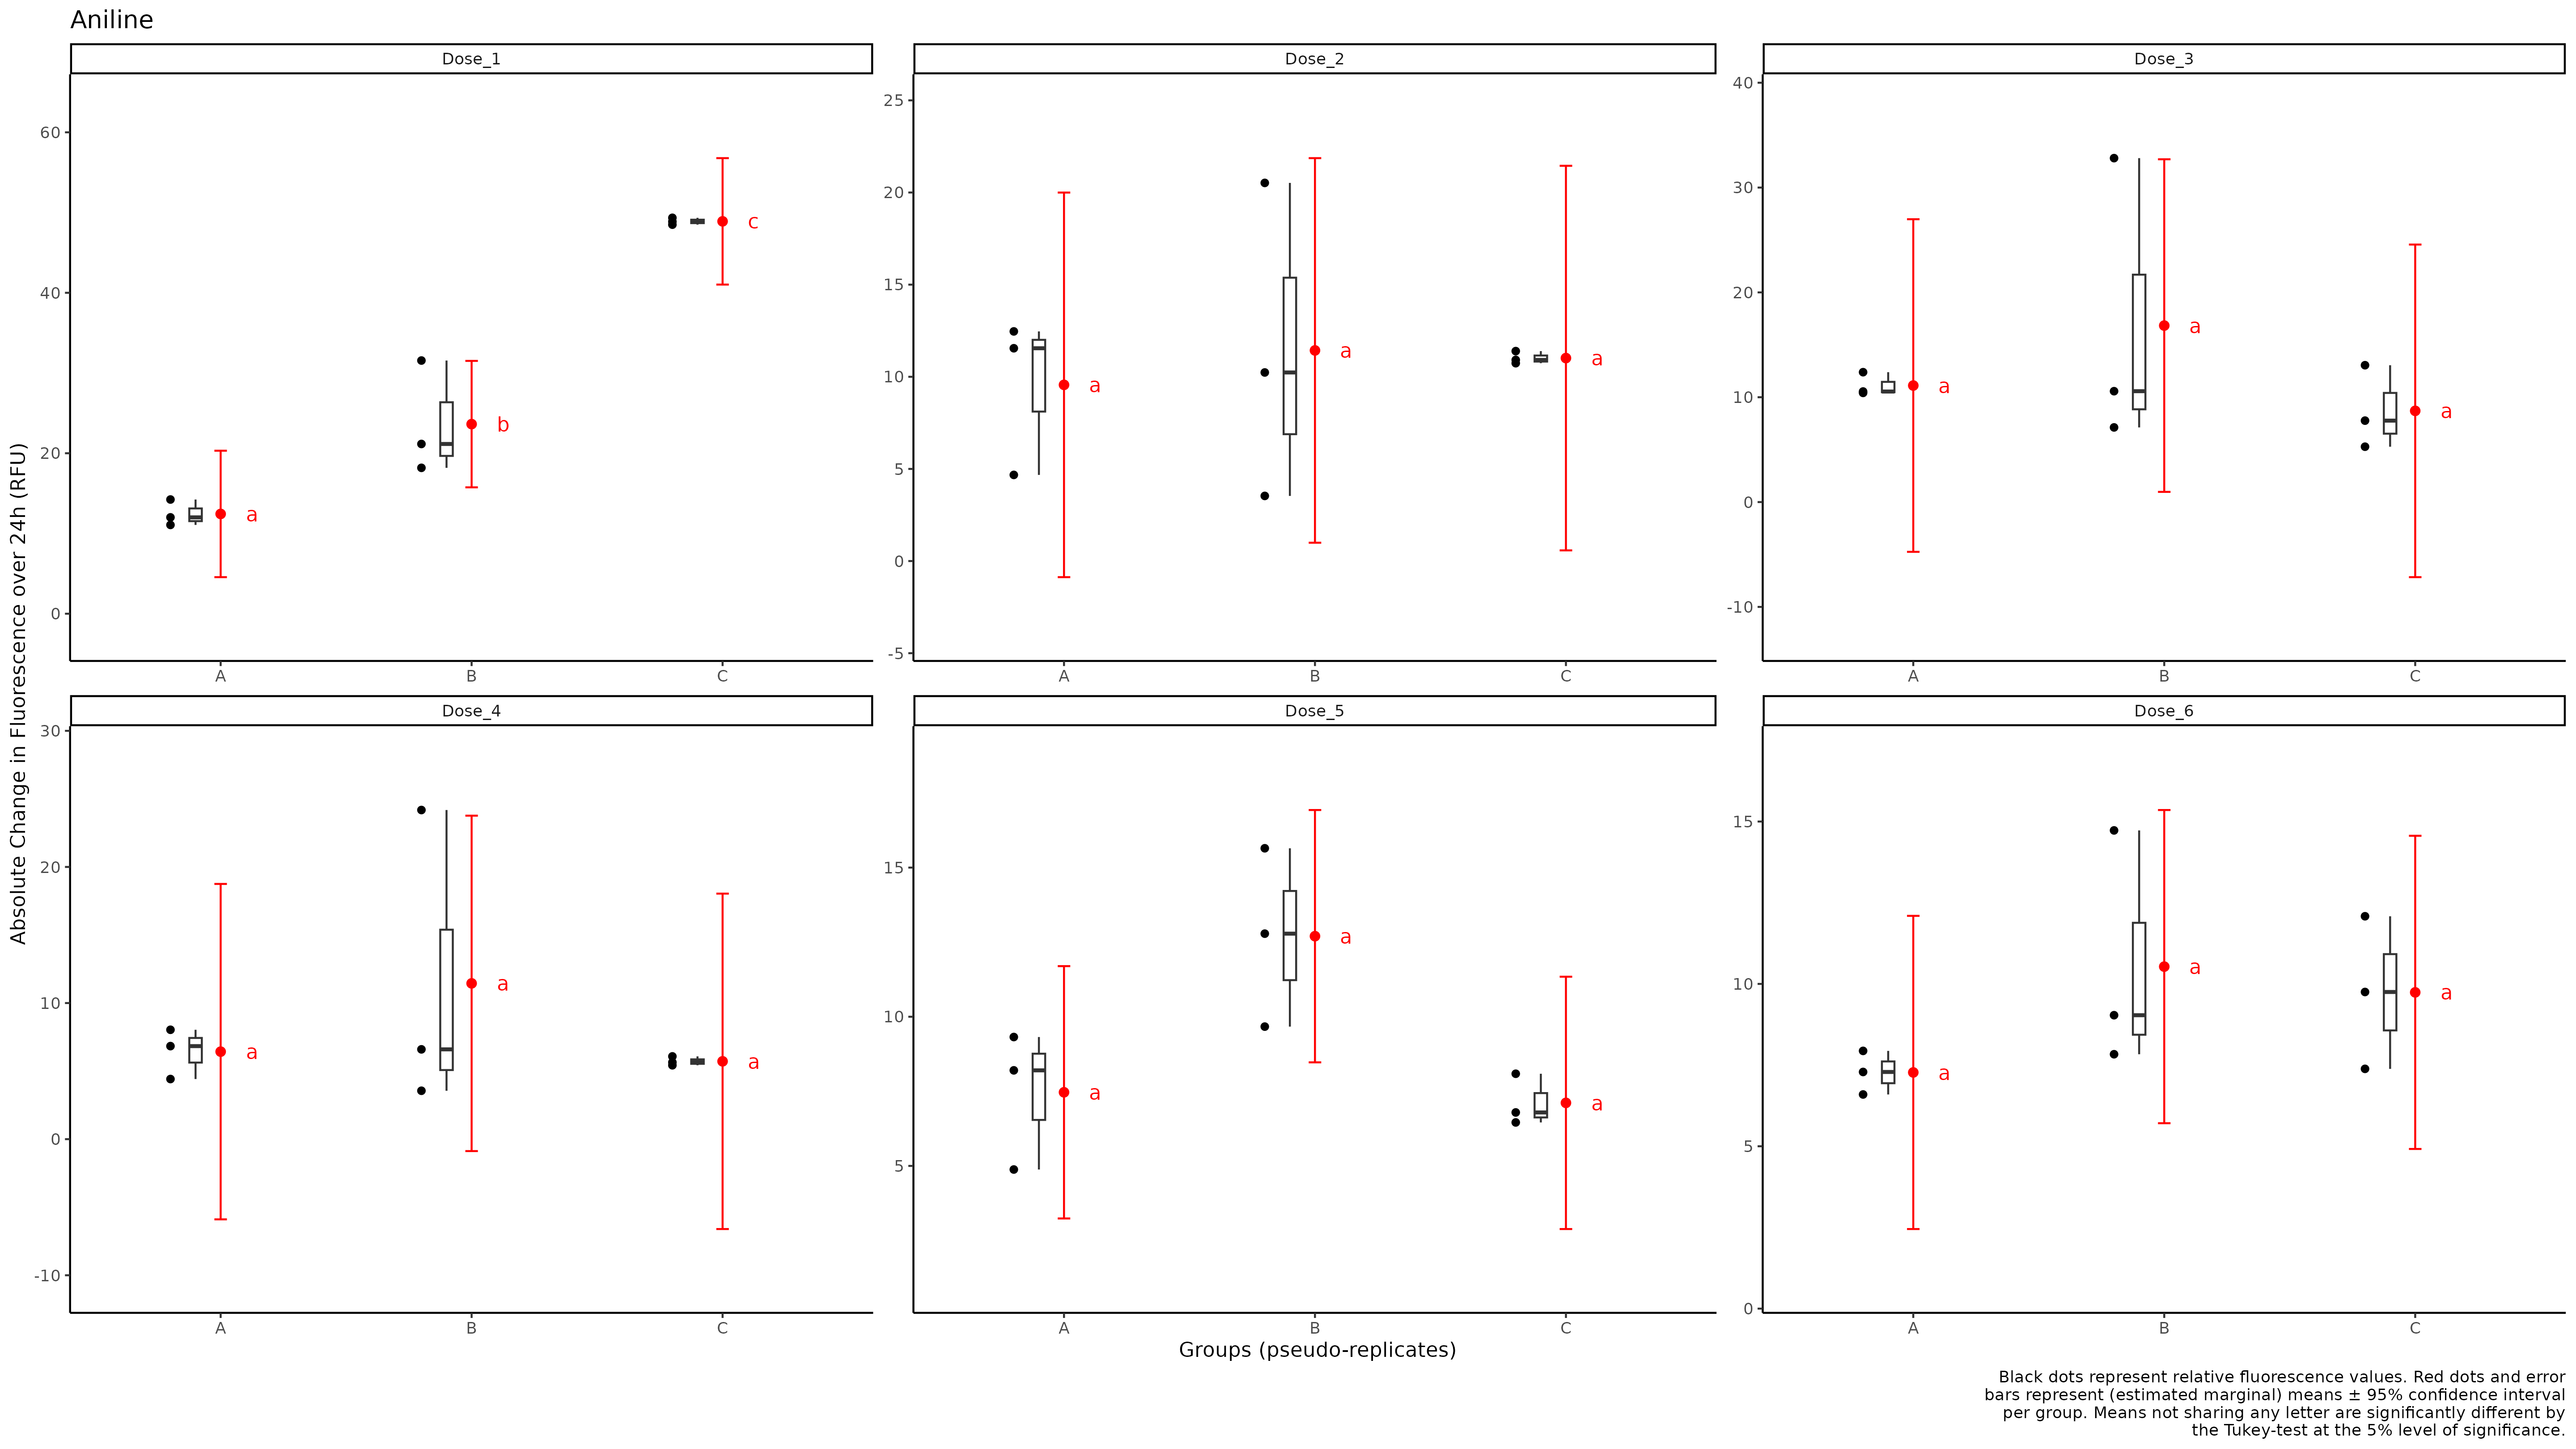 Aniline
Absolute Change in Fluorescence over 24h (RFU)
Dose_1
60
40
20
0
a
b
c
A
B
C
Dose_2
25
20
15
10
5
0
-5
a
a
a
A
B
C
Dose_3
40
30
20
10
0
-10
a
a
a
A
B
C
Dose_4
30
20
10
0
-10
a
a
a
A
B
C
Dose_5
15
10
5
a
a
a
A
B
C
Dose_6
15
10
5
0
a
a
a
A
B
C
Groups (pseudo-replicates)
Black dots represent relative fluorescence values. Red dots and error
bars represent (estimated marginal) means ± 95% confidence interval
per group. Means not sharing any letter are significantly different by
the Tukey-test at the 5% level of significance.